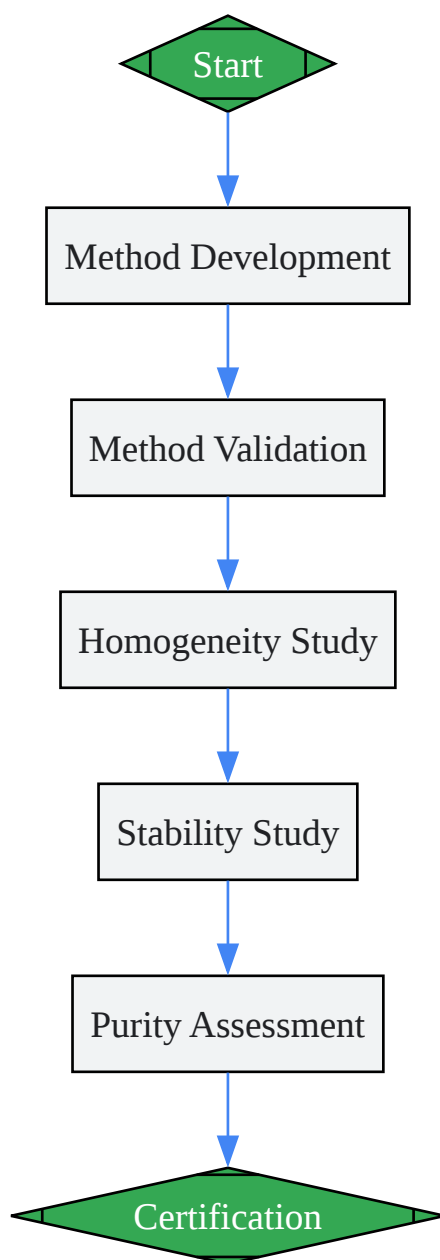 Start
Method Development
Method Validation
Homogeneity Study
Stability Study
Purity Assessment
Certification